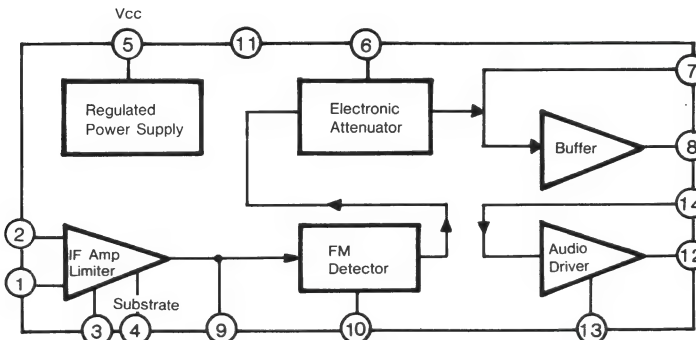 Vcc
5
11
6
7
Regulated
Power Supply
Electronic
Attenuator
Buffer
8
14
2
IF Amp
Limiter
FM
Detector
Audio
Driver
12
1
Substrate
3
4
9
10
13